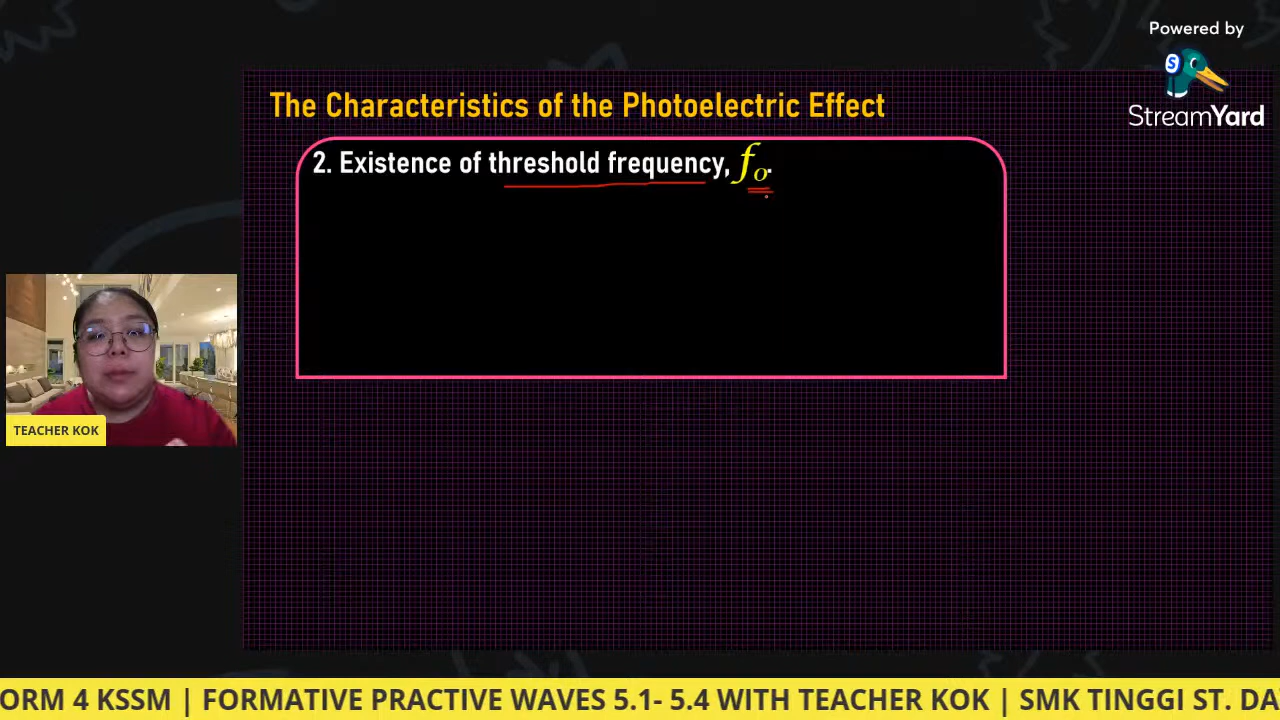 Powered by
StreamYard
The Characteristics of the Photoelectric Effect
2. Existence of threshold frequency, fo.
TEACHER KOK
ORM 4 KSSM | FORMATIVE PRACTIVE WAVES 5.1- 5.4 WITH TEACHER KOK | SMK TINGGI ST. DA